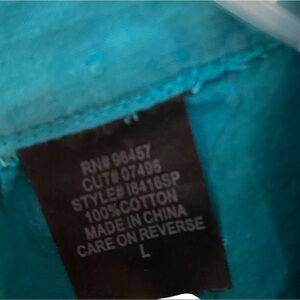 RN# 96457
CUT# 07496
STYLE# I8416SP
100% COTTON
MADE IN CHINA
CARE ON REVERSE
L